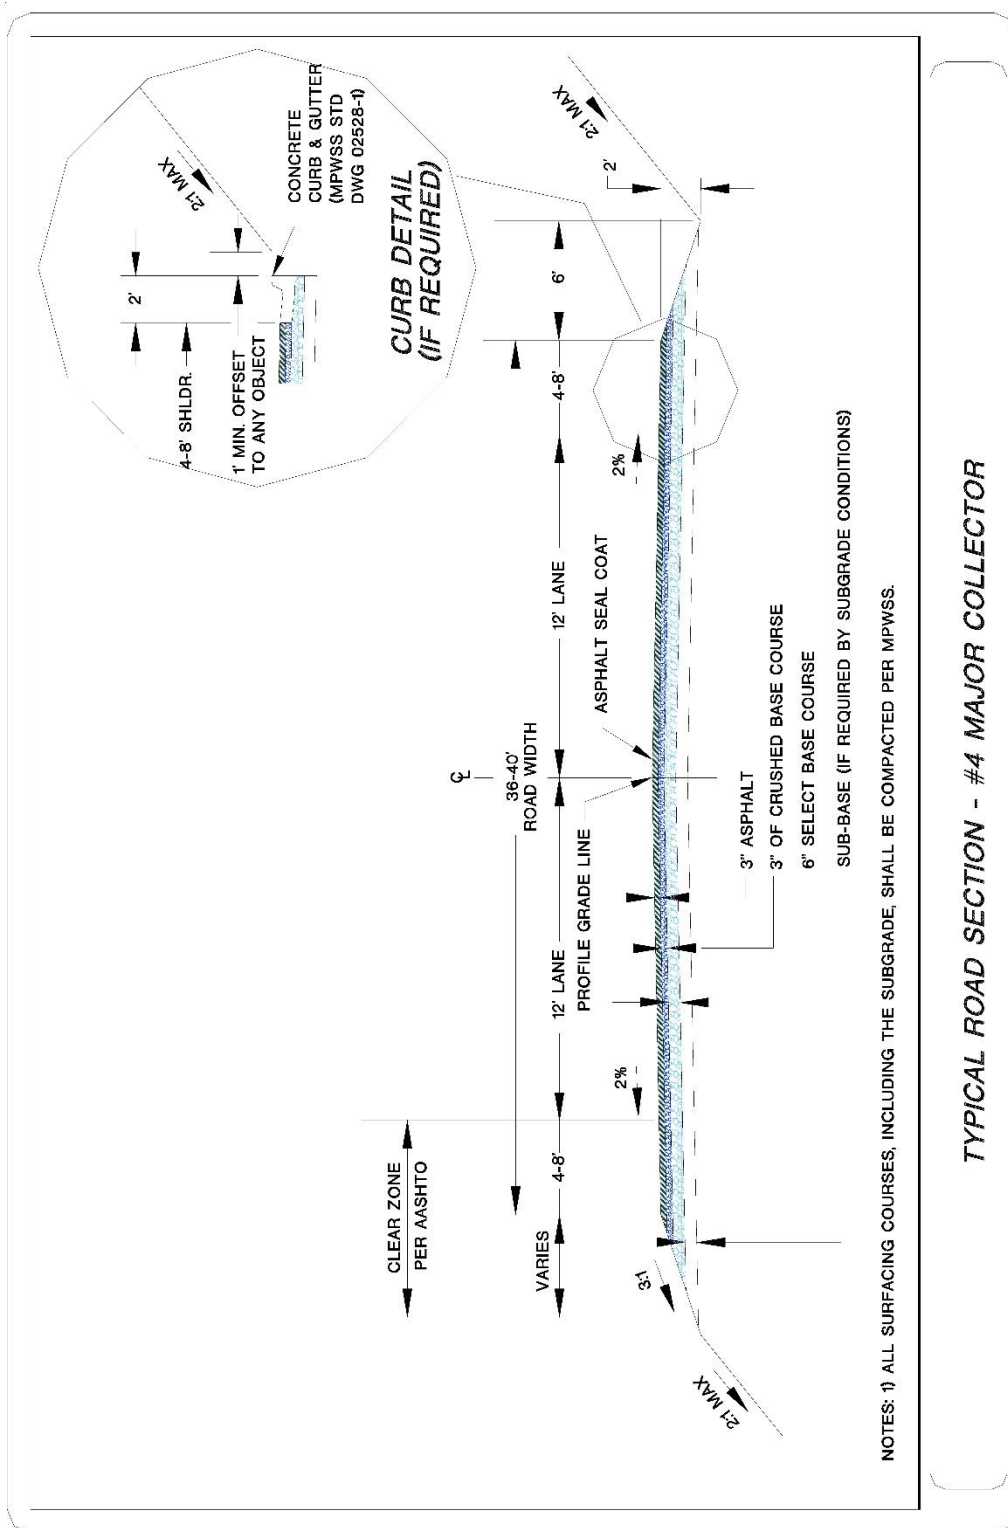 2:1 MAX
2'
4-8' SHLDR.
1' MIN. OFFSET
TO ANY OBJECT
CONCRETE
CURB & GUTTER
(MPWSS STD
DWG 02528-1)
CURB DETAIL
(IF REQUIRED)
CLEAR ZONE
PER AASHTO
℄
36-40'
ROAD WIDTH
VARIES
4-8'
12' LANE
12' LANE
4-8'
6'
2:1 MAX
2'
PROFILE GRADE LINE
ASPHALT SEAL COAT
3:1
2%
2%
2:1 MAX
3" ASPHALT
3" OF CRUSHED BASE COURSE
6" SELECT BASE COURSE
SUB-BASE (IF REQUIRED BY SUBGRADE CONDITIONS)
NOTES: 1) ALL SURFACING COURSES, INCLUDING THE SUBGRADE, SHALL BE COMPACTED PER MPWSS.
TYPICAL ROAD SECTION - #4 MAJOR COLLECTOR